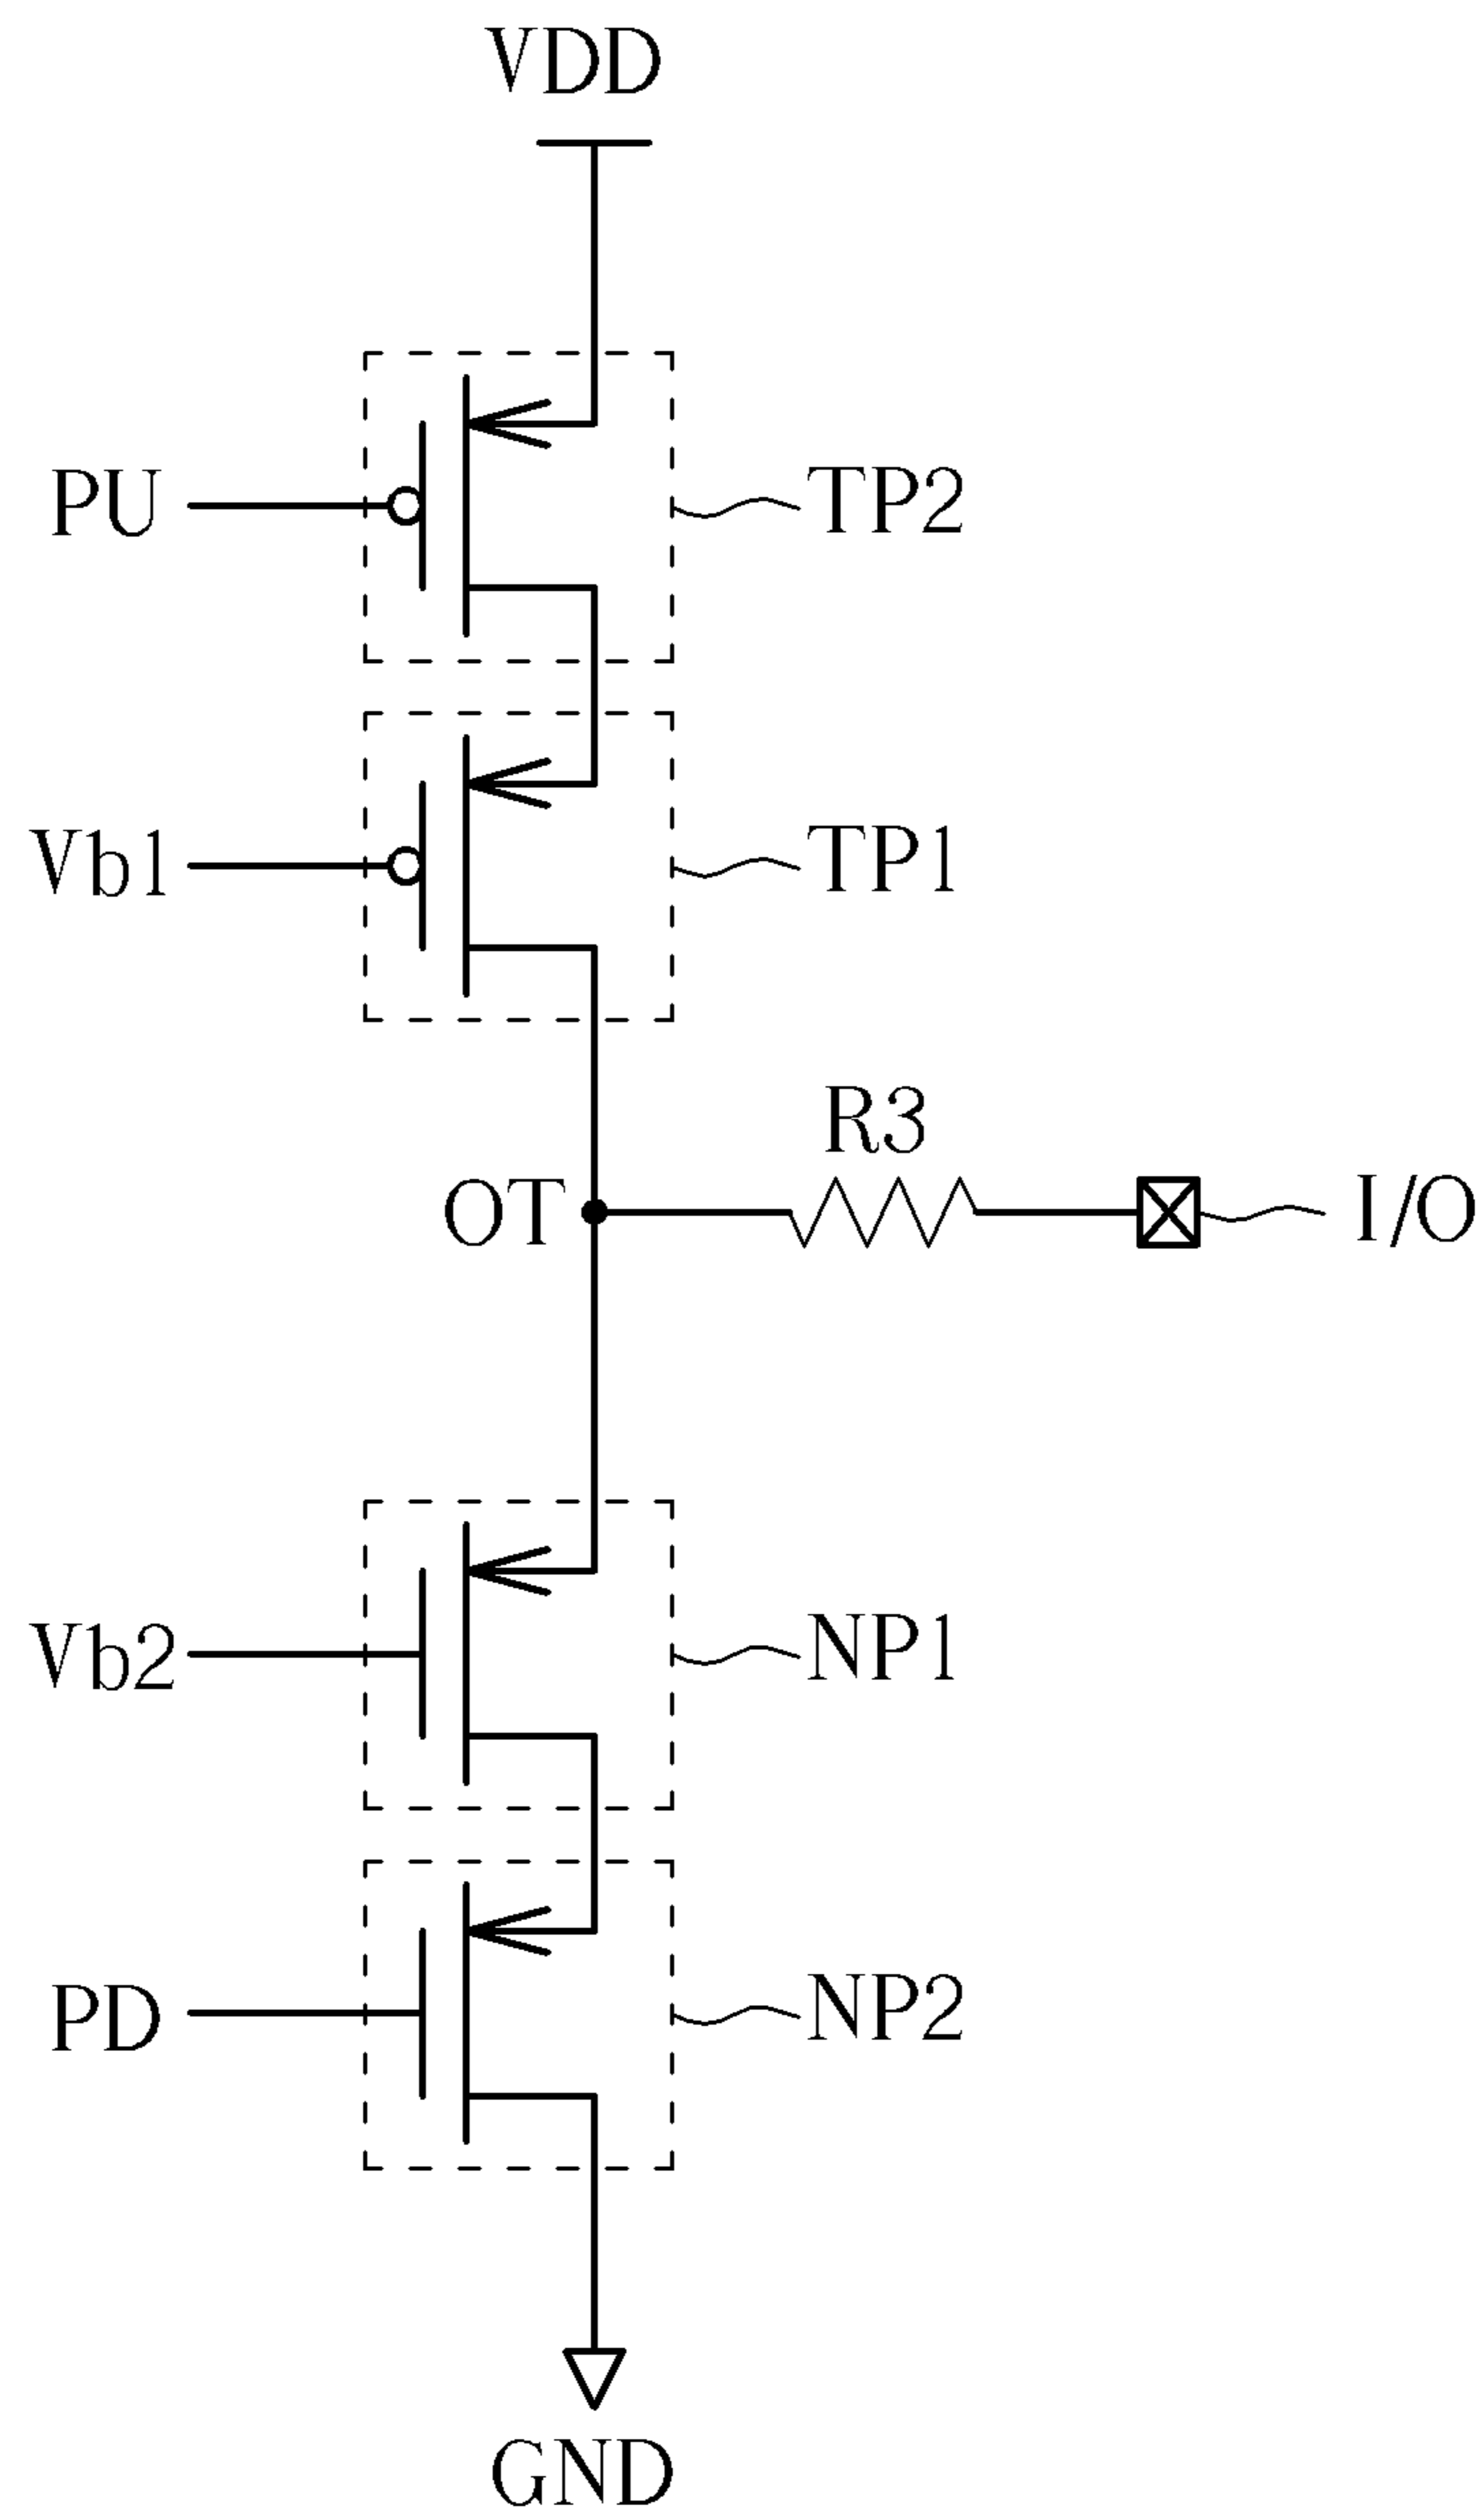 VDD
PU
TP2
Vb1
TP1
R3
OT
I/O
Vb2
NP1
PD
NP2
GND